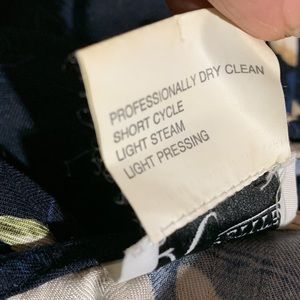 PROFESSIONALLY DRY CLEAN
SHORT CYCLE
LIGHT STEAM
LIGHT PRESSING